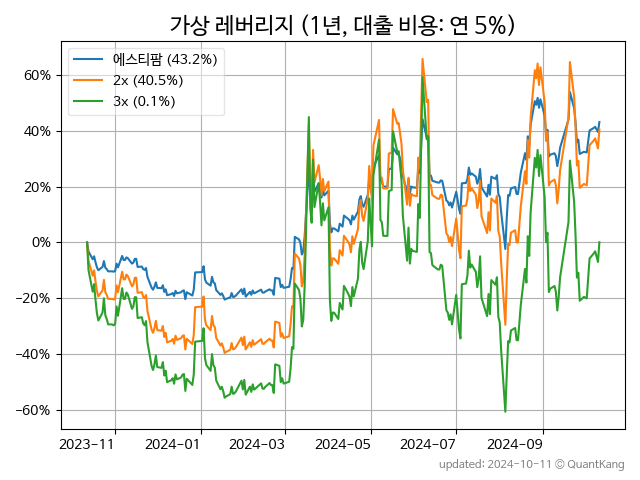 가상 레버리지 (1년, 대출 비용: 연 5%)
에스티팜 (43.2%)
2x (40.5%)
3x (0.1%)
60%
40%
20%
0%
−20%
−40%
−60%
2023-11
2024-01
2024-03
2024-05
2024-07
2024-09
updated: 2024-10-11 © QuantKang